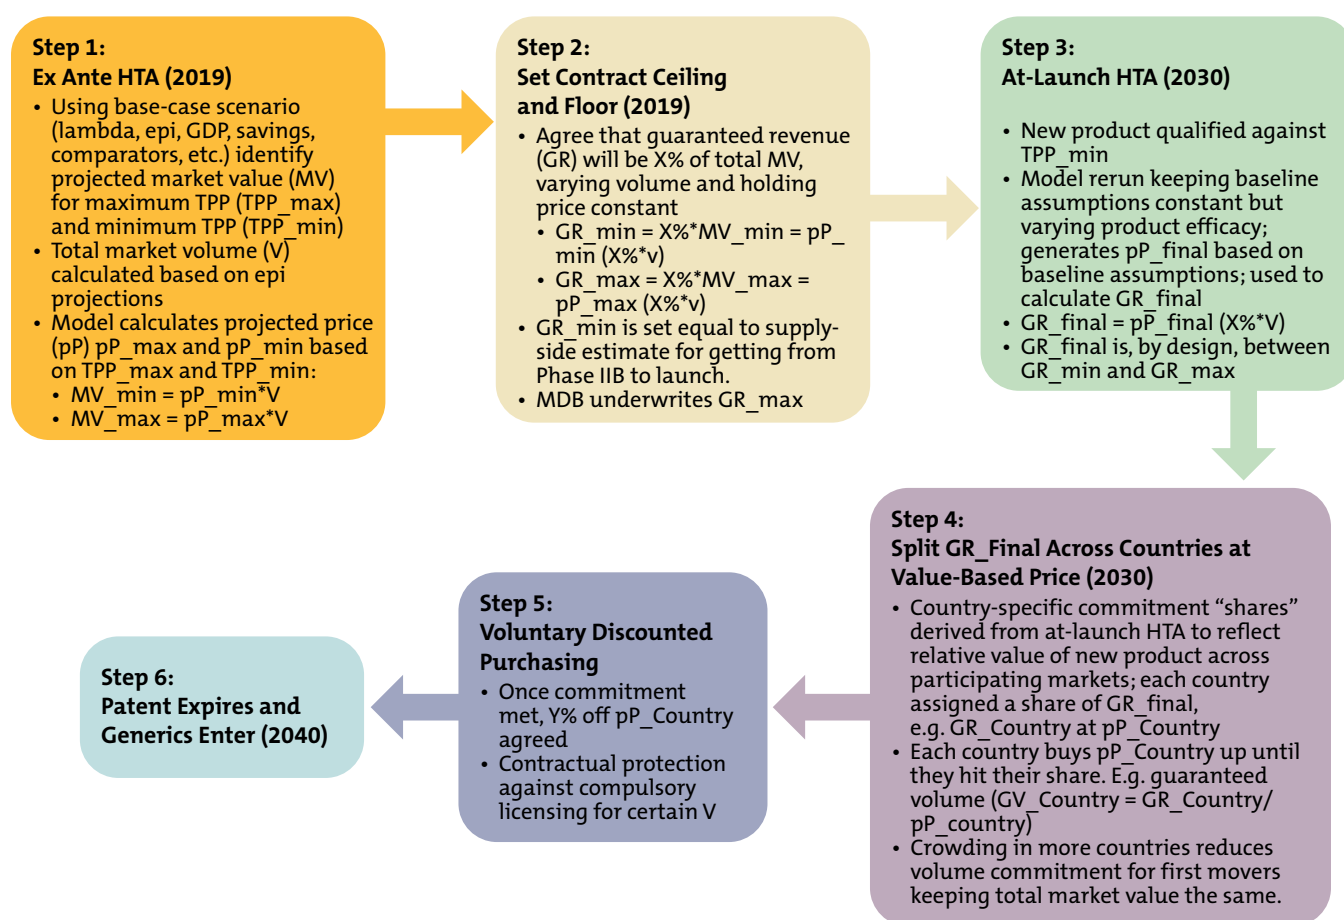 Step 1:
Ex Ante HTA (2019)
• Using base-case scenario
(lambda, epi, GDP, savings,
comparators, etc.) identify
projected market value (MV)
for maximum TPP (TPP_max)
and minimum TPP (TPP_min)
• Total market volume (V)
calculated based on epi
projections
• Model calculates projected price
(pP) pP_max and pP_min based
on TPP_max and TPP_min:
• MV_min = pP_min*V
• MV_max = pP_max*V
Step 2:
Set Contract Ceiling
and Floor (2019)
• Agree that guaranteed revenue
(GR) will be X% of total MV,
varying volume and holding
price constant
• GR_min = X%*MV_min = pP_
min (X%*v)
• GR_max = X%*MV_max =
pP_max (X%*v)
• GR_min is set equal to supply-
side estimate for getting from
Phase IIB to launch.
• MDB underwrites GR_max
Step 3:
At-Launch HTA (2030)
• New product qualified against
TPP_min
• Model rerun keeping baseline
assumptions constant but
varying product efficacy;
generates pP_final based on
baseline assumptions; used to
calculate GR_final
• GR_final = pP_final (X%*V)
• GR_final is, by design, between
GR_min and GR_max
Step 4:
Split GR_Final Across Countries at
Value-Based Price (2030)
• Country-specific commitment “shares”
derived from at-launch HTA to reflect
relative value of new product across
participating markets; each country
assigned a share of GR_final,
e.g. GR_Country at pP_Country
• Each country buys pP_Country up until
they hit their share. E.g. guaranteed
volume (GV_Country = GR_Country/
pP_country)
• Crowding in more countries reduces
volume commitment for first movers
keeping total market value the same.
Step 5:
Voluntary Discounted
Purchasing
• Once commitment
met, Y% off pP_Country
agreed
• Contractual protection
against compulsory
licensing for certain V
Step 6:
Patent Expires and
Generics Enter (2040)